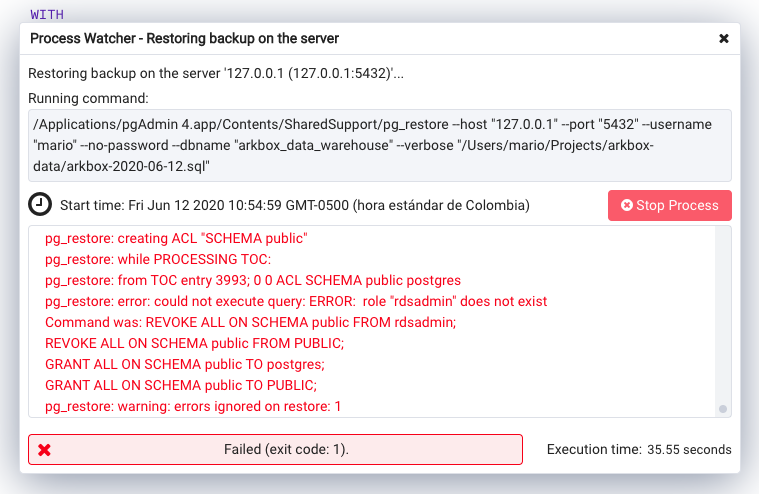 WITH
Process Watcher - Restoring backup on the server
Restoring backup on the server '127.0.0.1 (127.0.0.1:5432)'...
Running command:
/Applications/pgAdmin 4.app/Contents/SharedSupport/pg_restore --host "127.0.0.1" --port "5432" --username
"mario" --no-password --dbname "arkbox_data_warehouse" --verbose "/Users/mario/Projects/arkbox-
data/arkbox-2020-06-12.sql"
Start time: Fri Jun 12 2020 10:54:59 GMT-0500 (hora estándar de Colombia)
Stop Process
pg_restore: creating ACL "SCHEMA public"
pg_restore: while PROCESSING TOC:
pg_restore: from TOC entry 3993; 0 0 ACL SCHEMA public postgres
pg_restore: error: could not execute query: ERROR:  role "rdsadmin" does not exist
Command was: REVOKE ALL ON SCHEMA public FROM rdsadmin;
REVOKE ALL ON SCHEMA public FROM PUBLIC;
GRANT ALL ON SCHEMA public TO postgres;
GRANT ALL ON SCHEMA public TO PUBLIC;
pg_restore: warning: errors ignored on restore: 1
Failed (exit code: 1).
Execution time: 35.55 seconds